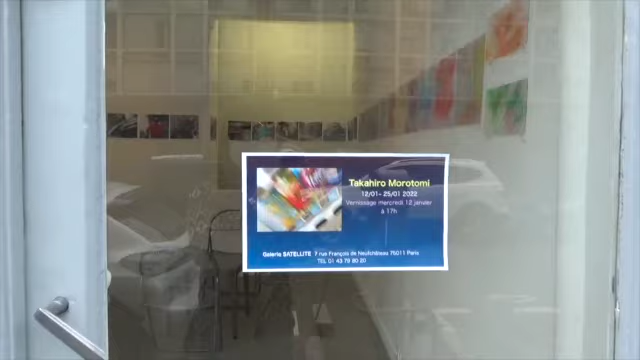 Takahiro Morotomi
12/01- 25/01 2022
Vernissage mercredi 12 janvier
à 17h
Galerie SATELLITE 7 rue François de Neufchâteau 75011 Paris
TEL 01 43 79 80 20